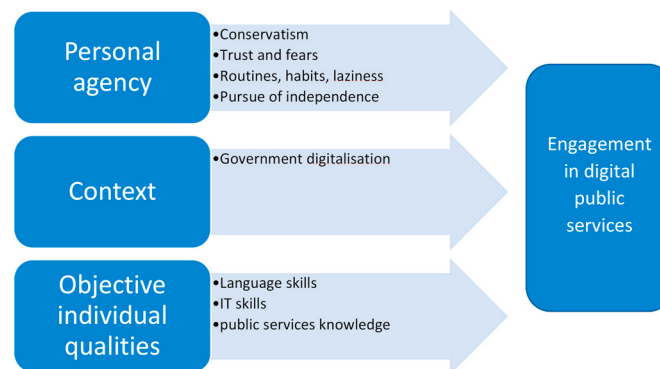 Personal
agency
•Conservatism
•Trust and fears
•Routines, habits, laziness
•Pursue of independence
Context
•Government digitalisation
Objective
individual
qualities
•Language skills
•IT skills
•public services knowledge
Engagement
in digital
public
services